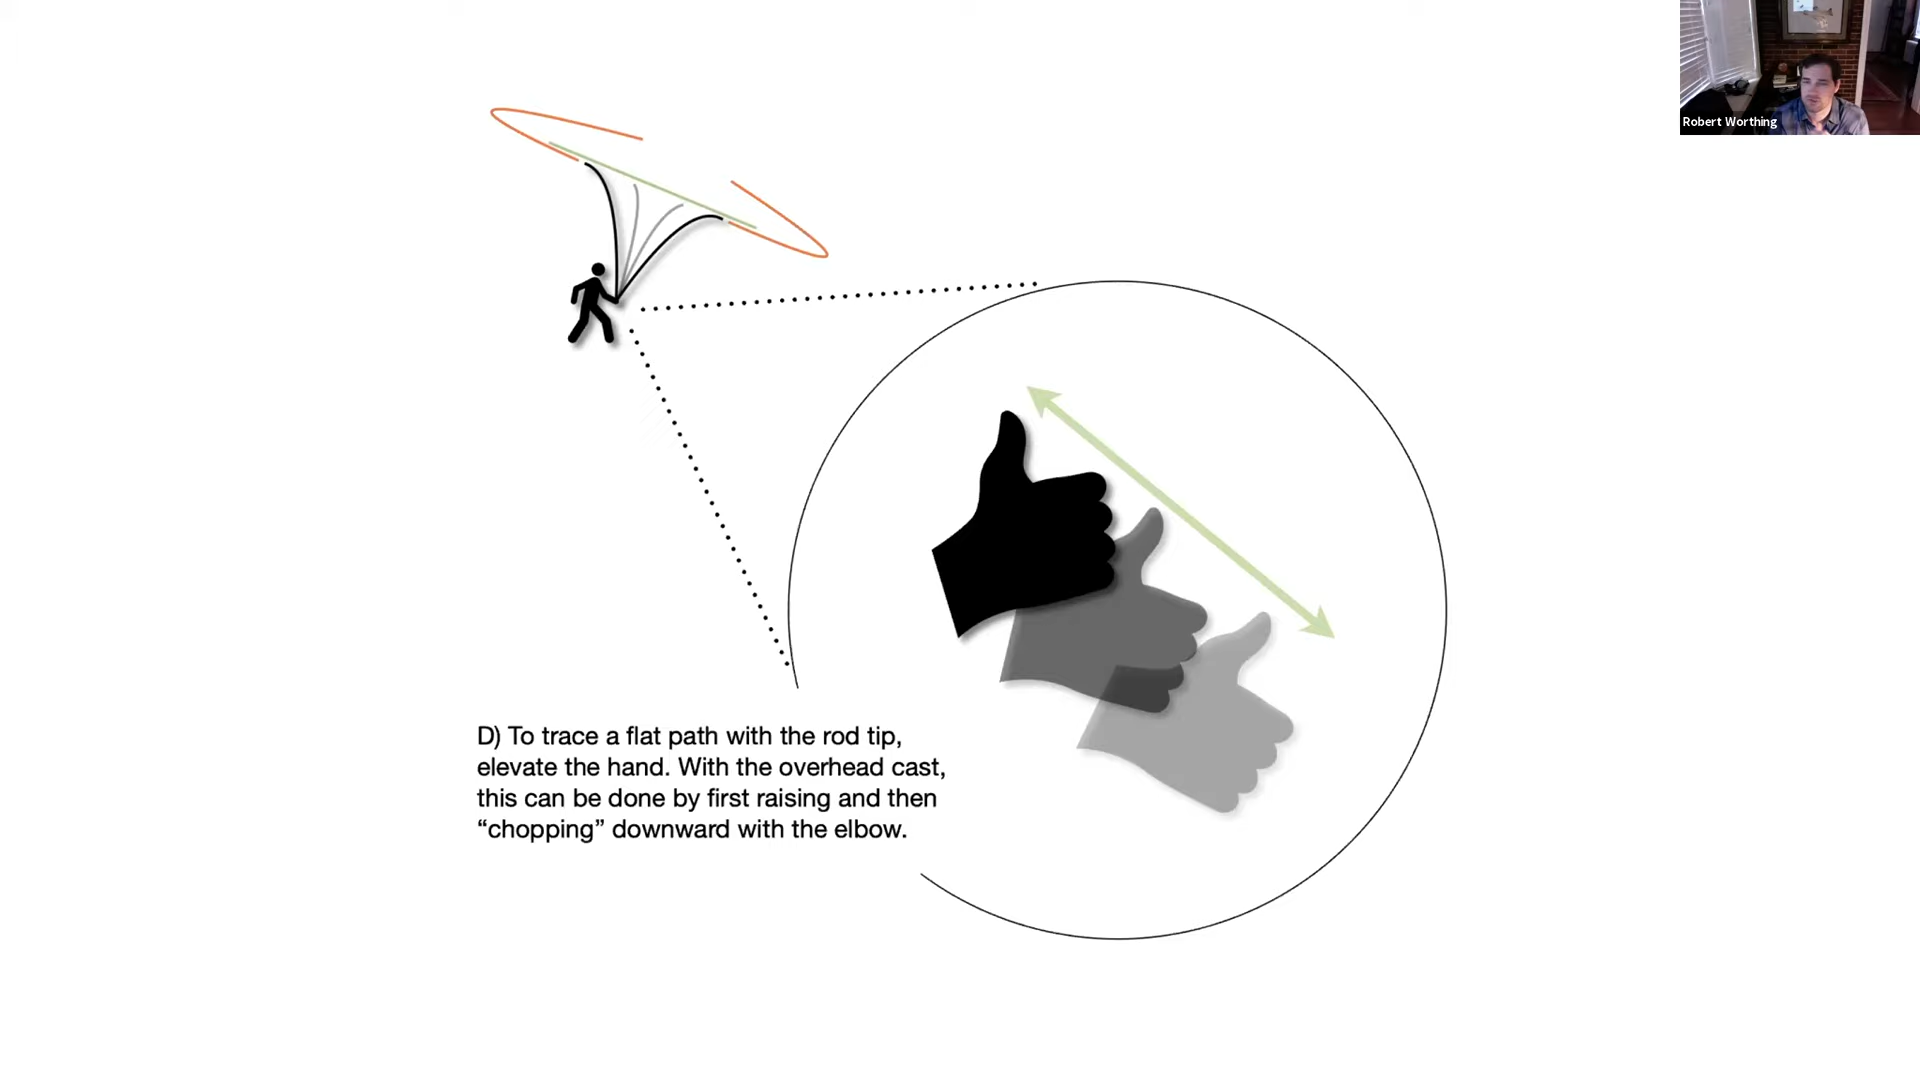 Robert Worthing
D) To trace a flat path with the rod tip,
elevate the hand. With the overhead cast,
this can be done by first raising and then
“chopping” downward with the elbow.